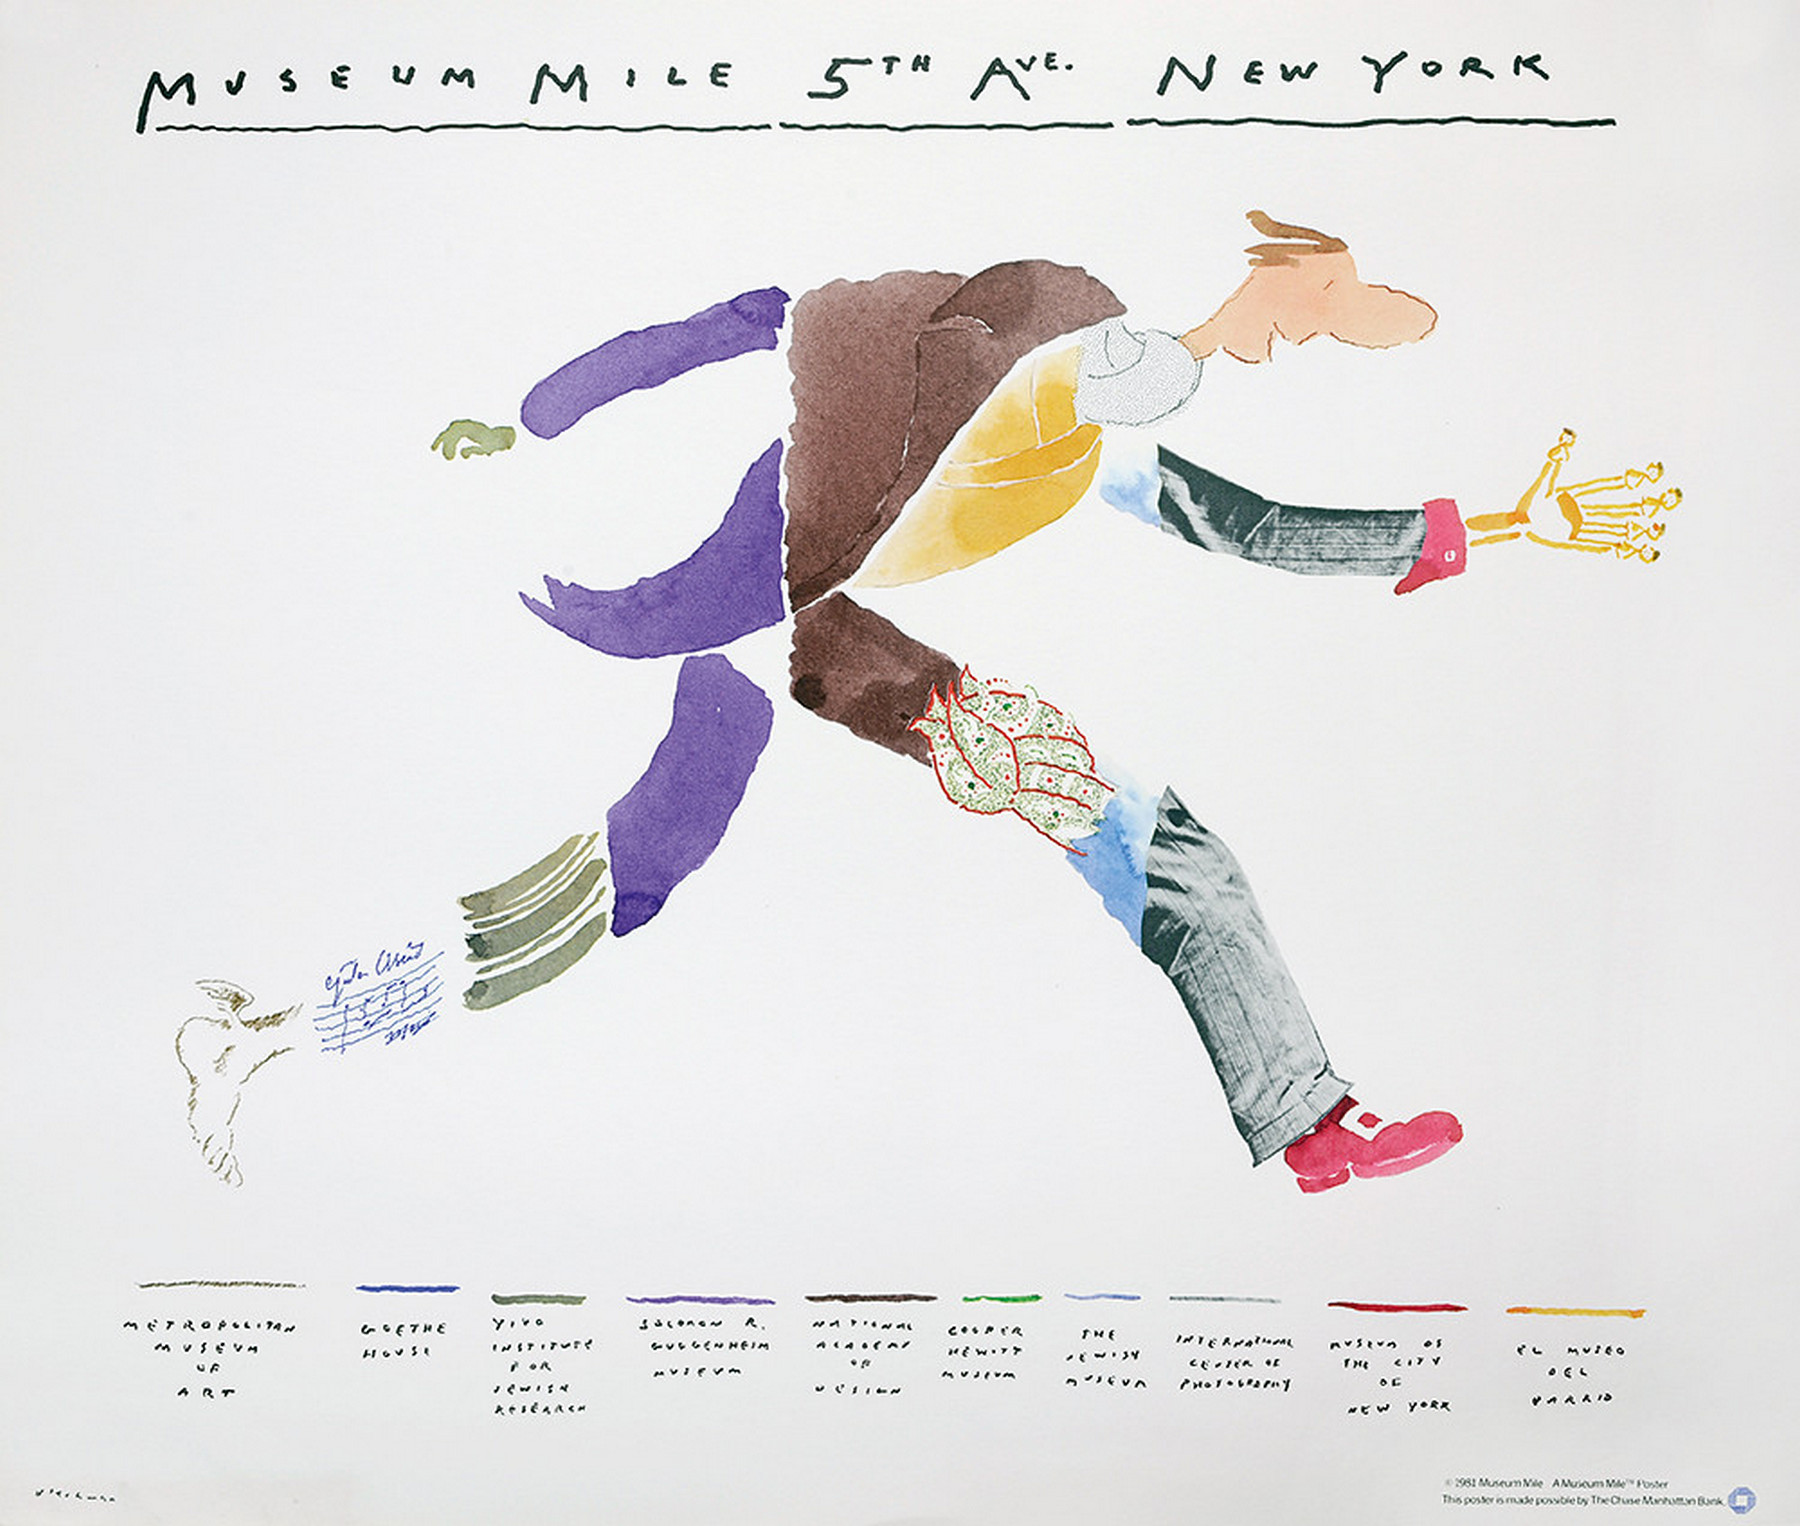 MUSEUM MILE 5TH AVE. NEW YORK
METROPOLITAN
MUSEUM
OF
ART
GOETHE
HOUSE
YIVO
INSTITUTE
FOR
JEWISH
RESEARCH
SOLOMON R.
GUGGENHEIM
MUSEUM
NATIONAL
ACADEMY
OF
DESIGN
COOPER
HEWITT
MUSEUM
THE
JEWISH
MUSEUM
INTERNATIONAL
CENTER OF
PHOTOGRAPHY
MUSEUM OF
THE CITY
OF
NEW YORK
EL MUSEO
DEL
BARRIO
© 1981 Museum Mile A Museum Mile™ Poster
This poster is made possible by The Chase Manhattan Bank.